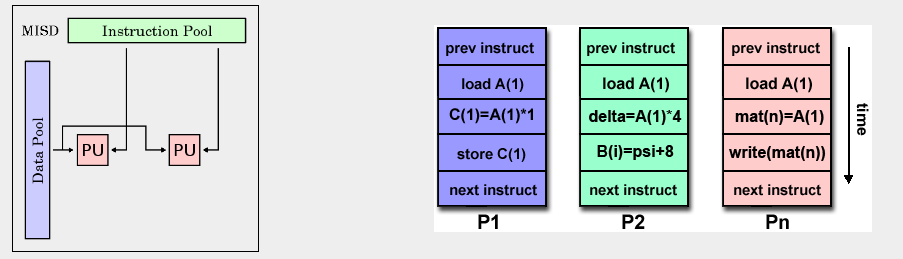 MISD
Instruction Pool
Data Pool
PU
PU
prev instruct
load A(1)
C(1)=A(1)*1
store C(1)
next instruct
P1
prev instruct
load A(1)
delta=A(1)*4
B(i)=psi+8
next instruct
P2
prev instruct
load A(1)
mat(n)=A(1)
write(mat(n))
next instruct
Pn
time